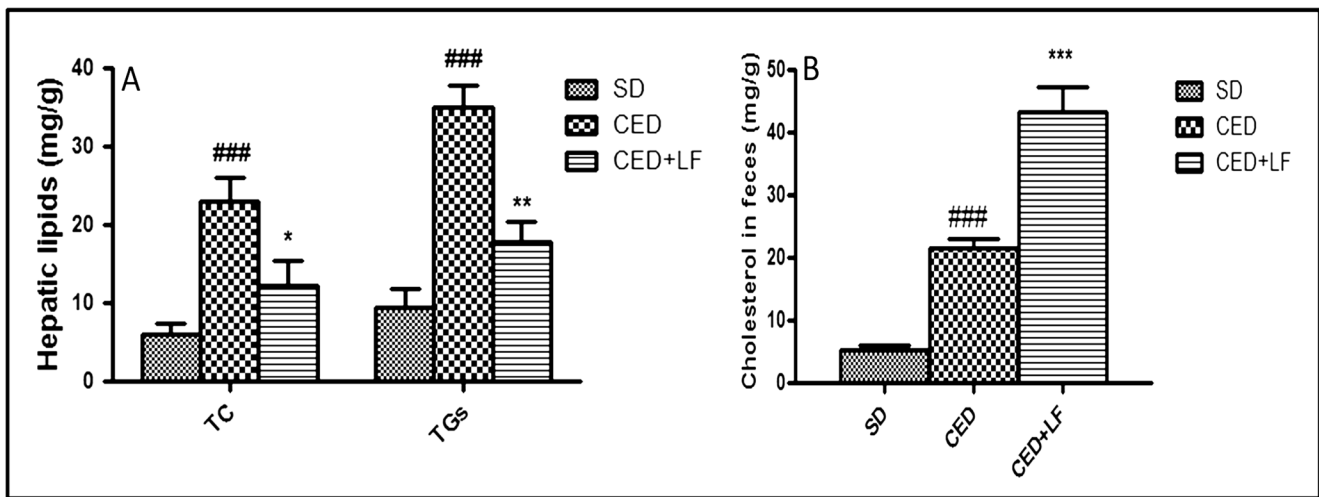 A
Hepatic lipids (mg/g)
40
30
20
10
0
###
*
###
**
TC
TGs
SD
CED
CED+LF
B
Cholesterol in feces (mg/g)
50
40
30
20
10
0
###
***
SD
CED
CED+LF
SD
CED
CED+LF